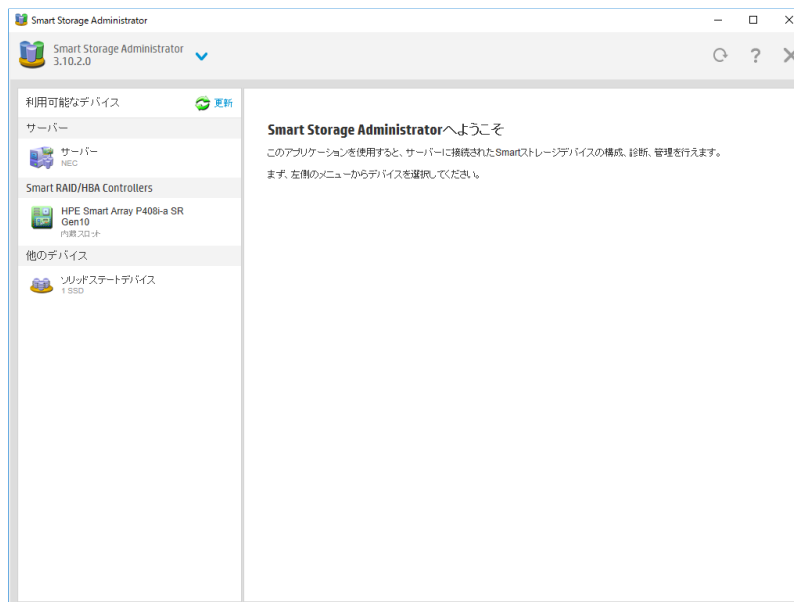 Smart Storage Administrator
Smart Storage Administrator
3.10.2.0
?
利用可能なデバイス
更新
サーバー
サーバー
NEC
Smart RAID/HBA Controllers
HPE Smart Array P408i-a SR
Gen10
内蔵スロット
他のデバイス
ソリッドステートデバイス
1 SSD
Smart Storage Administratorへようこそ
このアプリケーションを使用すると、サーバーに接続されたSmartストレージデバイスの構成、診断、管理を行えます。
まず、左側のメニューからデバイスを選択してください。